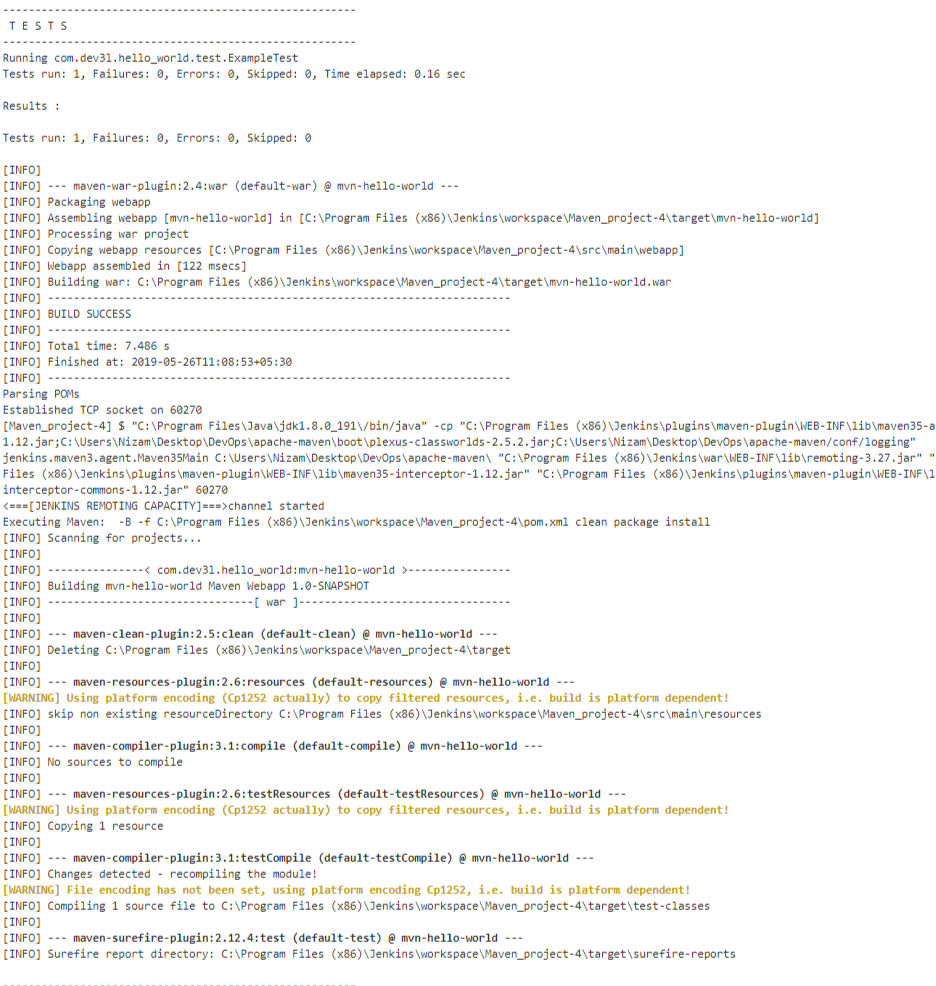 -------------------------------------------------------
 T E S T S
-------------------------------------------------------
Running com.dev3l.hello_world.test.ExampleTest
Tests run: 1, Failures: 0, Errors: 0, Skipped: 0, Time elapsed: 0.16 sec
Results :
Tests run: 1, Failures: 0, Errors: 0, Skipped: 0
[INFO]
[INFO] --- maven-war-plugin:2.4:war (default-war) @ mvn-hello-world ---
[INFO] Packaging webapp
[INFO] Assembling webapp [mvn-hello-world] in [C:\Program Files (x86)\Jenkins\workspace\Maven_project-4\target\mvn-hello-world]
[INFO] Processing war project
[INFO] Copying webapp resources [C:\Program Files (x86)\Jenkins\workspace\Maven_project-4\src\main\webapp]
[INFO] Webapp assembled in [122 msecs]
[INFO] Building war: C:\Program Files (x86)\Jenkins\workspace\Maven_project-4\target\mvn-hello-world.war
[INFO] ------------------------------------------------------------------------
[INFO] BUILD SUCCESS
[INFO] ------------------------------------------------------------------------
[INFO] Total time: 7.486 s
[INFO] Finished at: 2019-05-26T11:08:53+05:30
[INFO] ------------------------------------------------------------------------
Parsing POMs
Established TCP socket on 60270
[Maven_project-4] $ "C:\Program Files\Java\jdk1.8.0_191\/bin/java" -cp "C:\Program Files (x86)\Jenkins\plugins\maven-plugin\WEB-INF\lib\maven35-a
1.12.jar;C:\Users\Nizam\Desktop\DevOps\apache-maven\boot\plexus-classworlds-2.5.2.jar;C:\Users\Nizam\Desktop\DevOps\apache-maven/conf/logging"
jenkins.maven3.agent.Maven35Main C:\Users\Nizam\Desktop\DevOps\apache-maven\ "C:\Program Files (x86)\Jenkins\war\WEB-INF\lib\remoting-3.27.jar" "
Files (x86)\Jenkins\plugins\maven-plugin\WEB-INF\lib\maven35-interceptor-1.12.jar" "C:\Program Files (x86)\Jenkins\plugins\maven-plugin\WEB-INF\l
interceptor-commons-1.12.jar" 60270
<===[JENKINS REMOTING CAPACITY]===>channel started
Executing Maven:  -B -f C:\Program Files (x86)\Jenkins\workspace\Maven_project-4\pom.xml clean package install
[INFO] Scanning for projects...
[INFO]
[INFO] ---------------< com.dev3l.hello_world:mvn-hello-world >----------------
[INFO] Building mvn-hello-world Maven Webapp 1.0-SNAPSHOT
[INFO] --------------------------------[ war ]---------------------------------
[INFO]
[INFO] --- maven-clean-plugin:2.5:clean (default-clean) @ mvn-hello-world ---
[INFO] Deleting C:\Program Files (x86)\Jenkins\workspace\Maven_project-4\target
[INFO]
[INFO] --- maven-resources-plugin:2.6:resources (default-resources) @ mvn-hello-world ---
[WARNING] Using platform encoding (Cp1252 actually) to copy filtered resources, i.e. build is platform dependent!
[INFO] skip non existing resourceDirectory C:\Program Files (x86)\Jenkins\workspace\Maven_project-4\src\main\resources
[INFO]
[INFO] --- maven-compiler-plugin:3.1:compile (default-compile) @ mvn-hello-world ---
[INFO] No sources to compile
[INFO]
[INFO] --- maven-resources-plugin:2.6:testResources (default-testResources) @ mvn-hello-world ---
[WARNING] Using platform encoding (Cp1252 actually) to copy filtered resources, i.e. build is platform dependent!
[INFO] Copying 1 resource
[INFO]
[INFO] --- maven-compiler-plugin:3.1:testCompile (default-testCompile) @ mvn-hello-world ---
[INFO] Changes detected - recompiling the module!
[WARNING] File encoding has not been set, using platform encoding Cp1252, i.e. build is platform dependent!
[INFO] Compiling 1 source file to C:\Program Files (x86)\Jenkins\workspace\Maven_project-4\target\test-classes
[INFO]
[INFO] --- maven-surefire-plugin:2.12.4:test (default-test) @ mvn-hello-world ---
[INFO] Surefire report directory: C:\Program Files (x86)\Jenkins\workspace\Maven_project-4\target\surefire-reports
-------------------------------------------------------